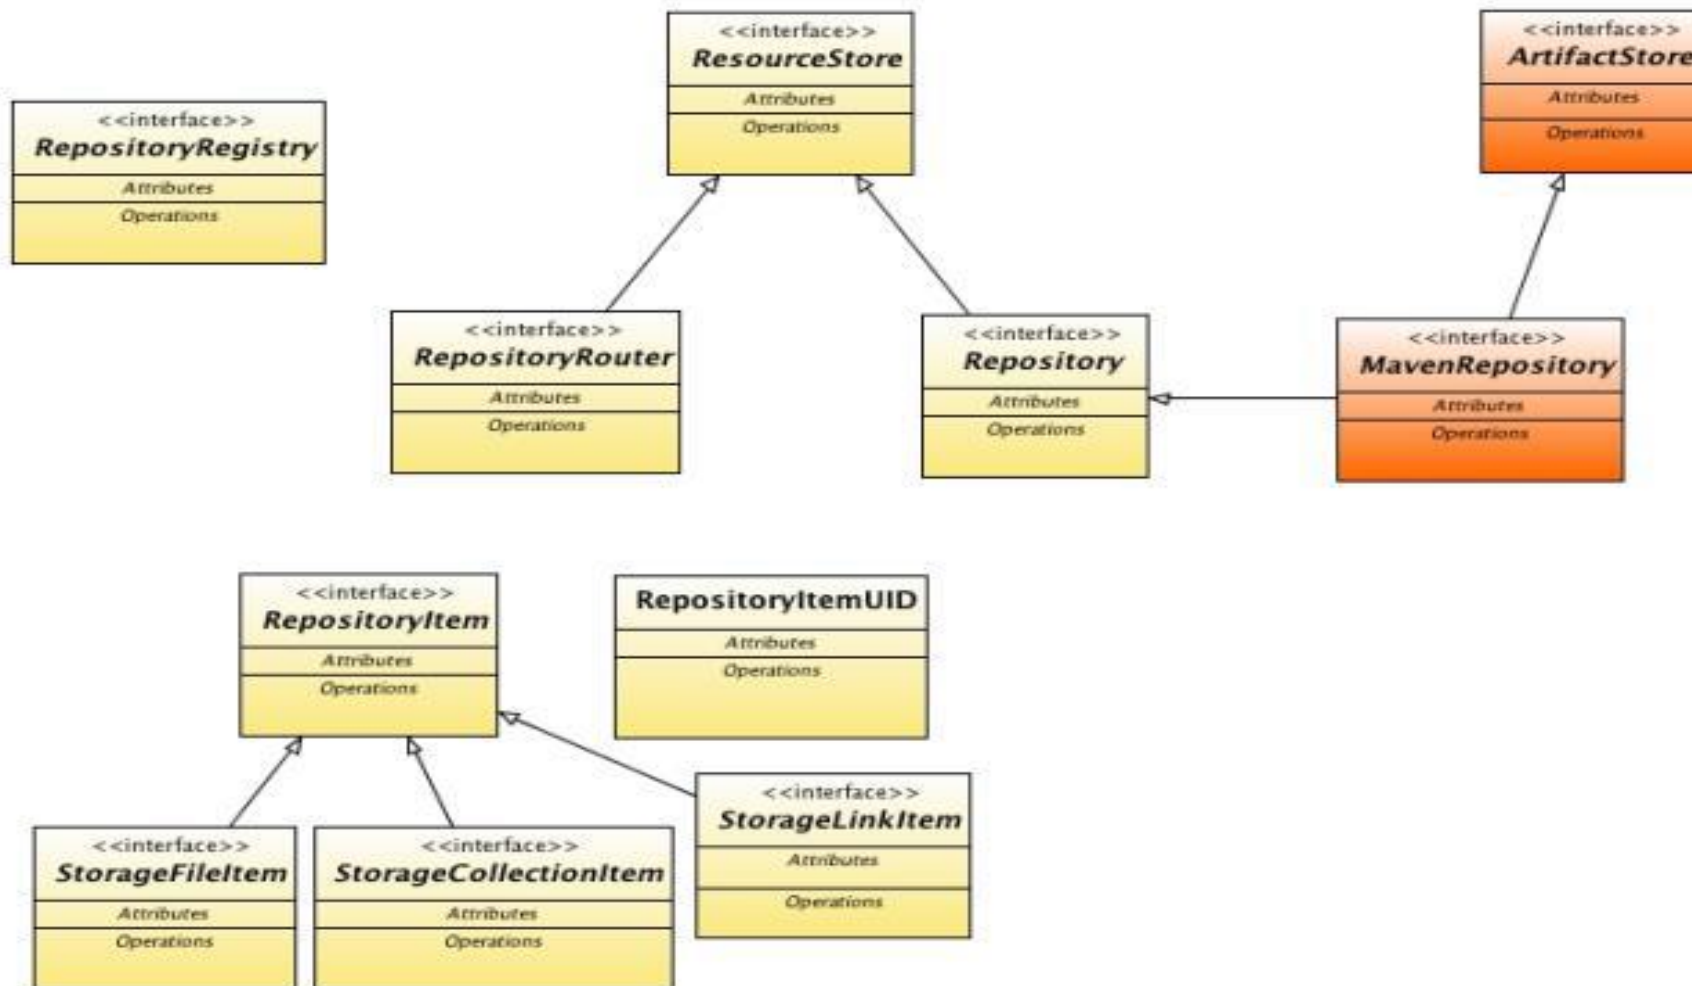 <<interface>>
ResourceStore
Attributes
Operations
<<interface>>
ArtifactStore
Attributes
Operations
<<interface>>
RepositoryRegistry
Attributes
Operations
<<interface>>
RepositoryRouter
Attributes
Operations
<<interface>>
Repository
Attributes
Operations
<<interface>>
MavenRepository
Attributes
Operations
<<interface>>
RepositoryItem
Attributes
Operations
RepositoryItemUID
Attributes
Operations
<<interface>>
StorageLinkItem
Attributes
Operations
<<interface>>
StorageFileItem
Attributes
Operations
<<interface>>
StorageCollectionItem
Attributes
Operations